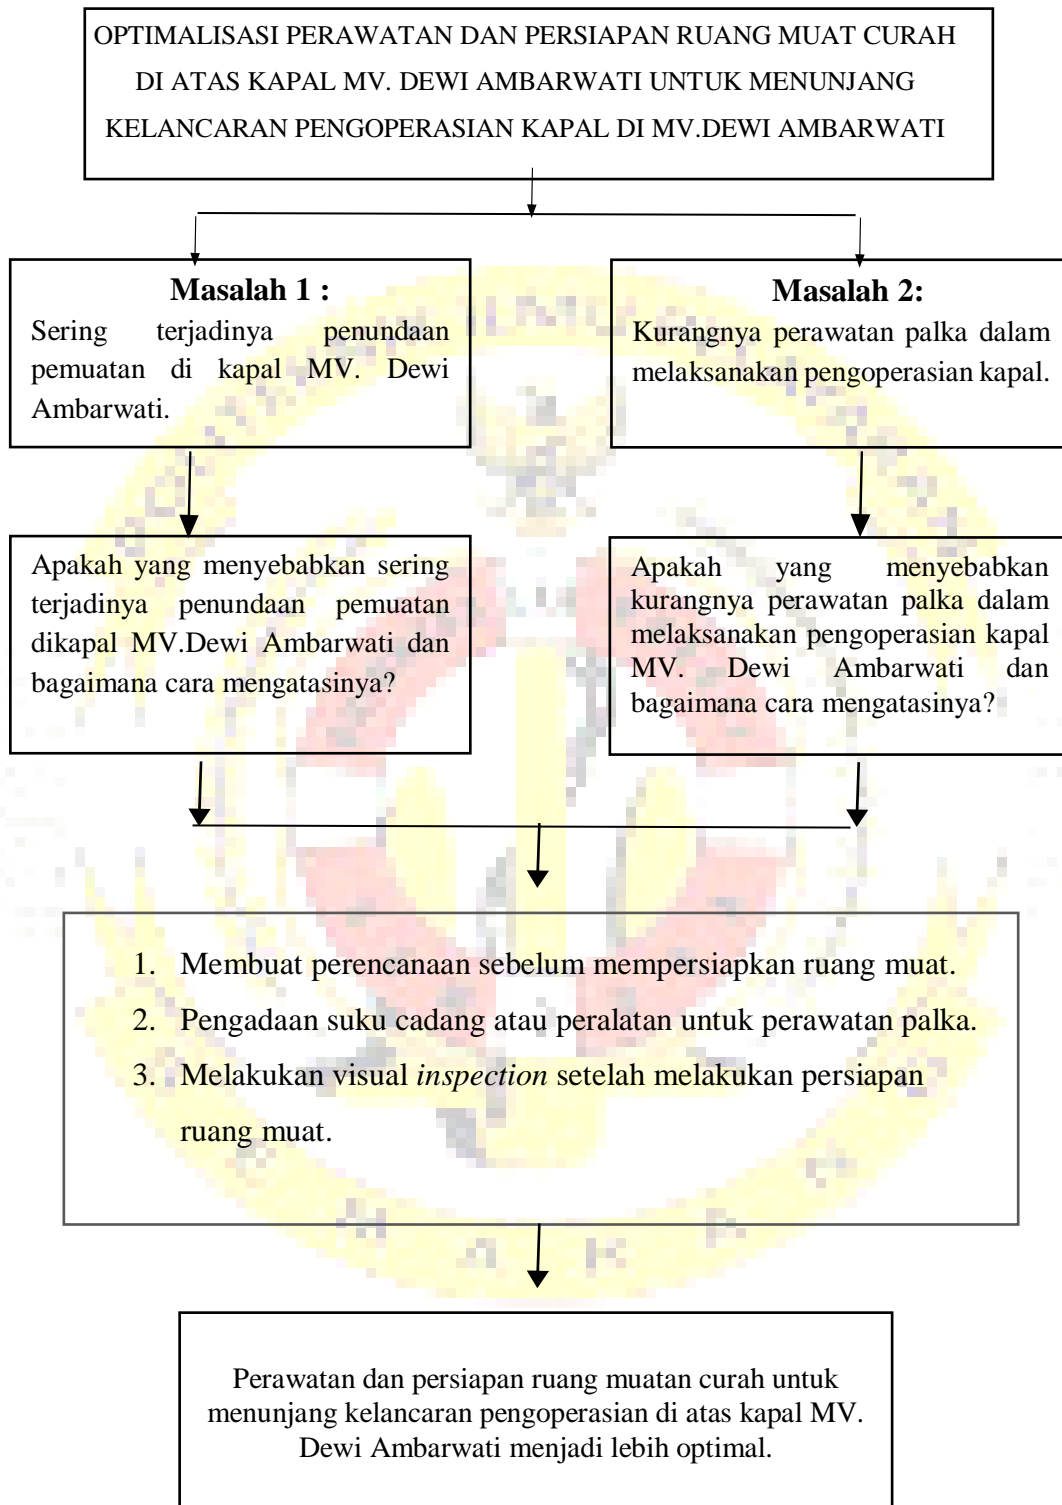 OPTIMALISASI PERAWATAN DAN PERSIAPAN RUANG MUAT CURAH
DI ATAS KAPAL MV. DEWI AMBARWATI UNTUK MENUNJANG
KELANCARAN PENGOPERASIAN KAPAL DI MV.DEWI AMBARWATI
Masalah 1 :
Sering terjadinya penundaan
pemuatan di kapal MV. Dewi
Ambarwati.
Masalah 2:
Kurangnya perawatan palka dalam
melaksanakan pengoperasian kapal.
Apakah yang menyebabkan sering
terjadinya penundaan pemuatan
dikapal MV.Dewi Ambarwati dan
bagaimana cara mengatasinya?
Apakah yang menyebabkan
kurangnya perawatan palka dalam
melaksanakan pengoperasian kapal
MV. Dewi Ambarwati dan
bagaimana cara mengatasinya?
1. Membuat perencanaan sebelum mempersiapkan ruang muat.
2. Pengadaan suku cadang atau peralatan untuk perawatan palka.
3. Melakukan visual inspection setelah melakukan persiapan
ruang muat.
Perawatan dan persiapan ruang muatan curah untuk
menunjang kelancaran pengoperasian di atas kapal MV.
Dewi Ambarwati menjadi lebih optimal.